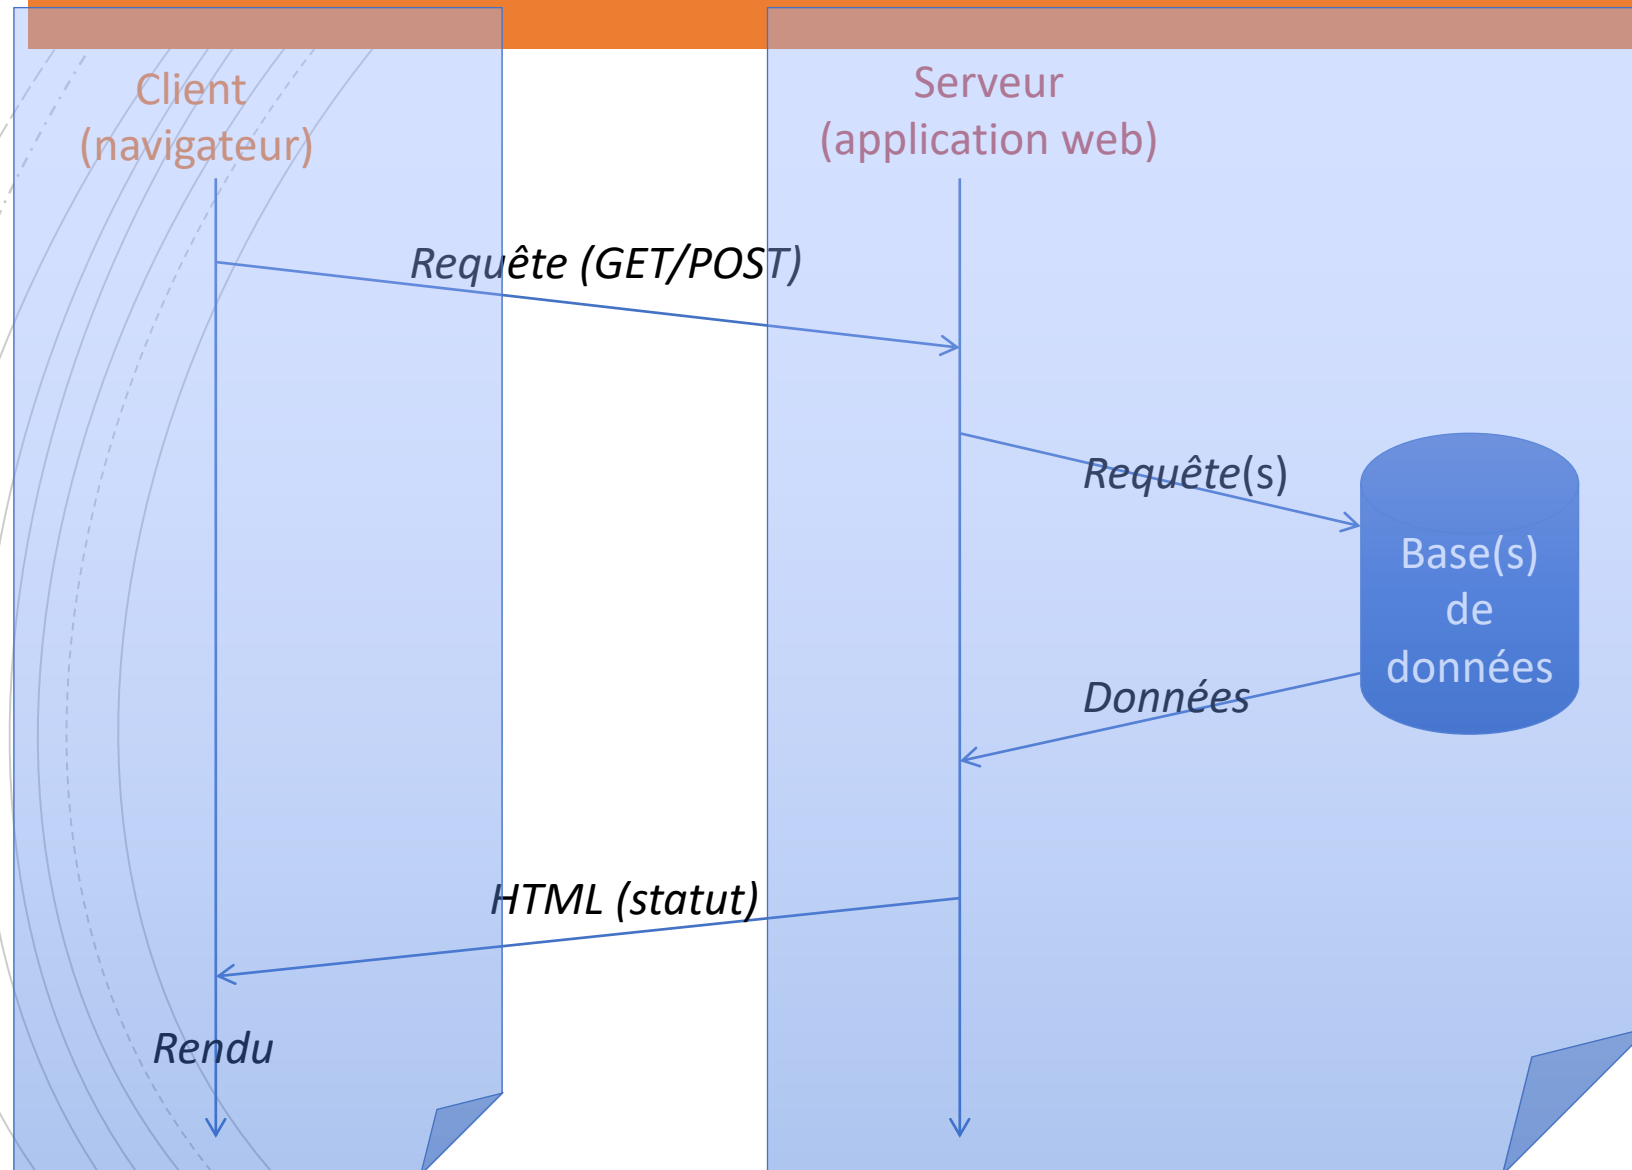 Client
(navigateur)
Serveur
(application web)
Requête (GET/POST)
Requête(s)
Base(s)
de
données
Données
HTML (statut)
Rendu